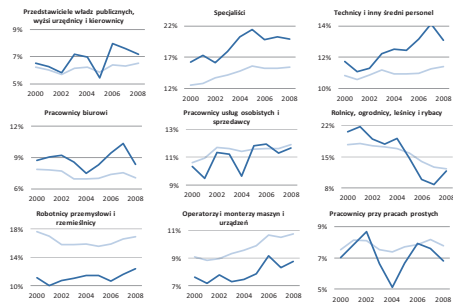 Przedstawiciele władz publicznych,
wyżsi urzędnicy i kierownicy
9%
7%
5%
2000 2002 2004 2006 2008
Specjaliści
22%
17%
12%
2000 2002 2004 2006 2008
Technicy i inny średni personel
14%
12%
10%
2000 2002 2004 2006 2008
Pracownicy biurowi
12%
9%
6%
2000 2002 2004 2006 2008
Pracownicy usług osobistych i
sprzedawcy
13%
11%
9%
2000 2002 2004 2006 2008
Rolnicy, ogrodnicy, leśnicy i rybacy
22%
15%
8%
2000 2002 2004 2006 2008
Robotnicy przemysłowi i
rzemieślnicy
18%
14%
10%
2000 2002 2004 2006 2008
Operatorzy i monterzy maszyn i
urządzeń
11%
9%
7%
2000 2002 2004 2006 2008
Pracownicy przy pracach prostych
9%
7%
5%
2000 2002 2004 2006 2008